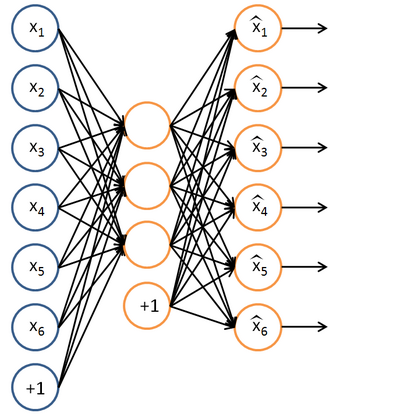 x₁
x₂
x₃
x₄
x₅
x₆
+1
+1
x̂₁
x̂₂
x̂₃
x̂₄
x̂₅
x̂₆